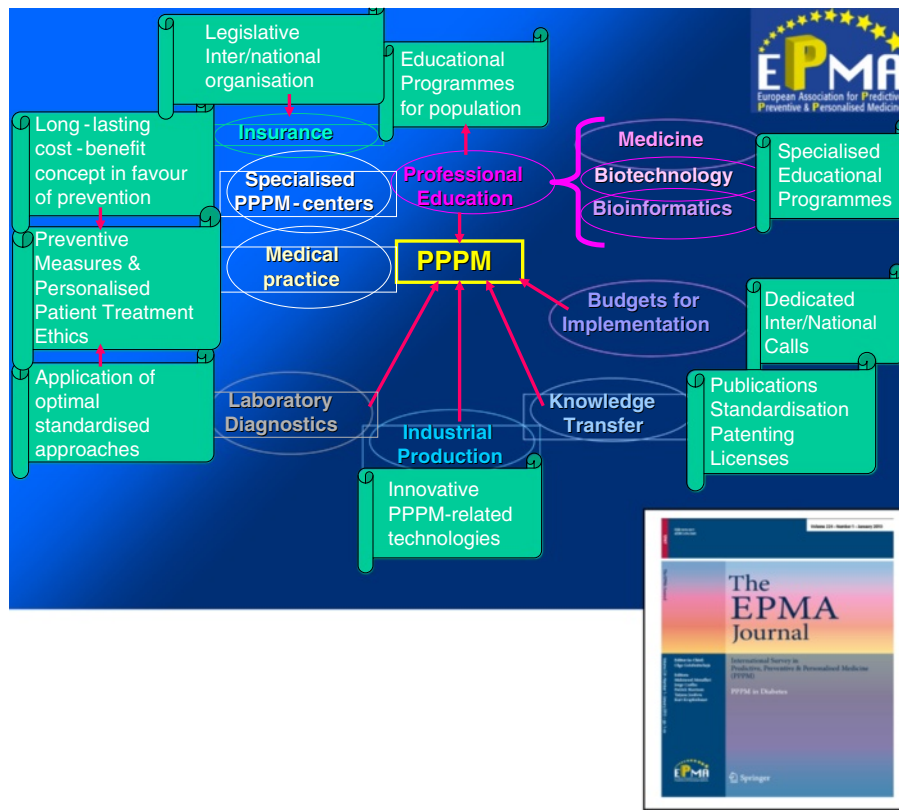 Legislative
Inter/national
organisation
Educational
Programmes
for population
EPMA
European Association for Predictive
Preventive & Personalised Medicine
Long-lasting
cost-benefit
concept in favour
of prevention
Insurance
Specialised
PPPM-centers
Professional
Education
Medicine
Biotechnology
Bioinformatics
Specialised
Educational
Programmes
Preventive
Measures &
Personalised
Patient Treatment
Ethics
Medical
practice
PPPM
Budgets for
Implementation
Dedicated
Inter/National
Calls
Application of
optimal
standardised
approaches
Laboratory
Diagnostics
Industrial
Production
Knowledge
Transfer
Publications
Standardisation
Patenting
Licenses
Innovative
PPPM-related
technologies
The
EPMA
Journal
International Survey in
Predictive, Preventive & Personalised Medicine
(PPPM)
PPPM in Diabetes
EPMA
Springer